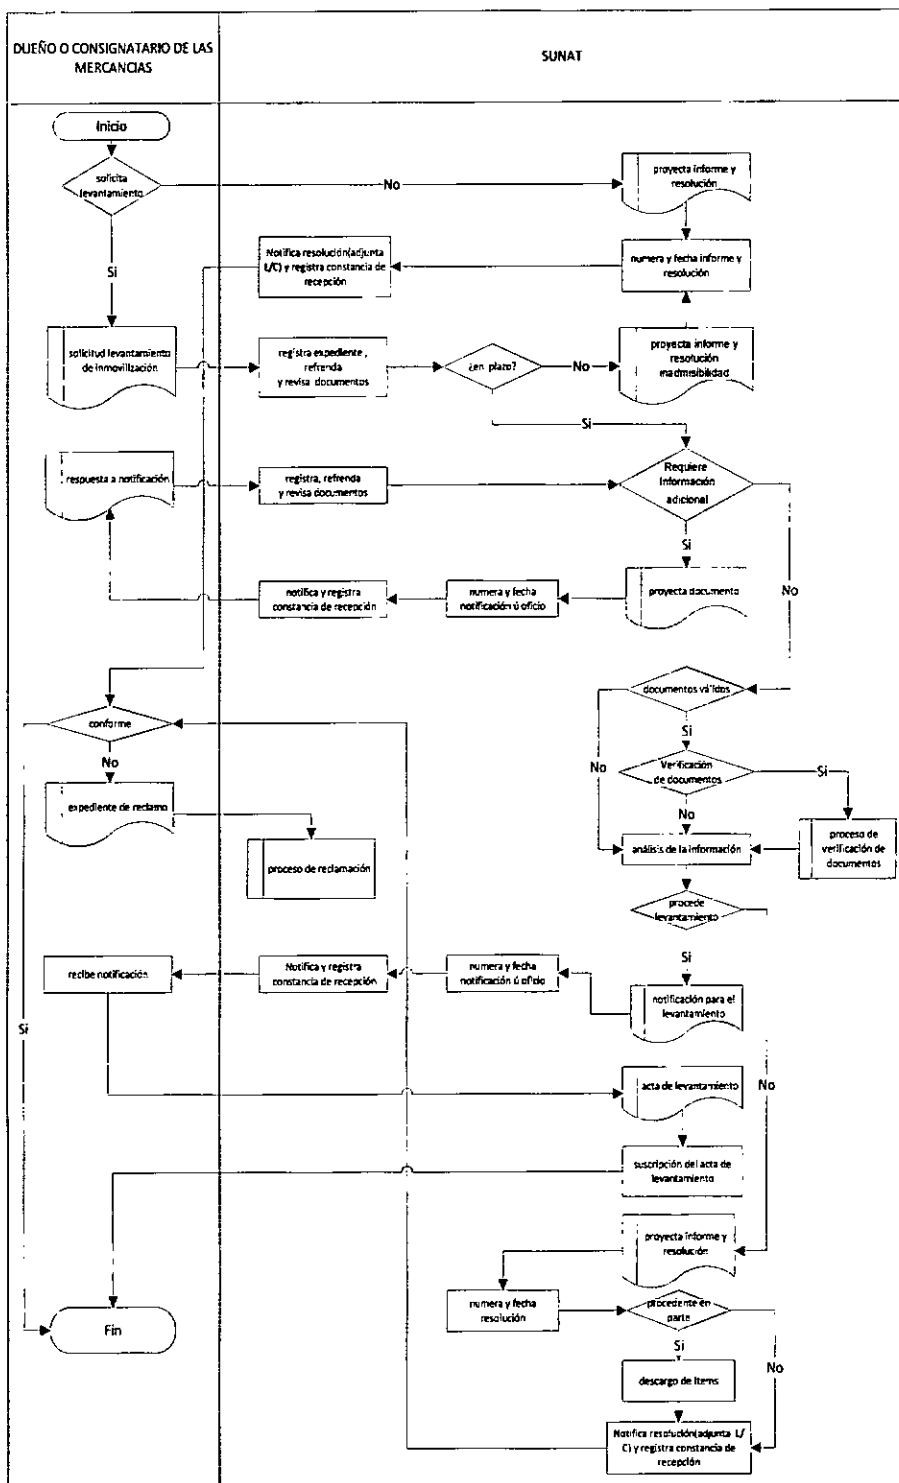 DUEÑO O CONSIGNATARIO DE LAS
MERCANCIAS
SUNAT
Inicio
solicita
levantamiento
No
proyecta informe y
resolución
Notifica resolución(adjunta
L/C) y registra constancia de
recepción
numera y fecha informe y
resolución
Si
solicitud levantamiento
de inmovilización
registra expediente ,
refrenda
y revisa documentos
¿en plazo?
No
proyecta informe y
resolución
inadmisibilidad
Si
respuesta a notificación
registra, refrenda
y revisa documentos
Requiere
Información
adicional
Si
No
notifica y registra
constancia de recepción
numera y fecha
notificación ú oficio
proyecta documento
documentos válidos
conforme
Si
No
No
Verificación
de documentos
Si
expediente de reclamo
No
proceso de reclamación
análisis de la información
proceso de
verificación de
documentos
procede
levantamiento
Si
recibe notificación
Notifica y registra
constancia de recepción
numera y fecha
notificación ú oficio
notificación para el
levantamiento
Si
acta de levantamiento
No
suscripción del acta de
levantamiento
proyecta informe y
resolución
numera y fecha
resolución
procedente en
parte
Fin
Si
No
descargo de items
Notifica resolución(adjunta L/
C) y registra constancia de
recepción